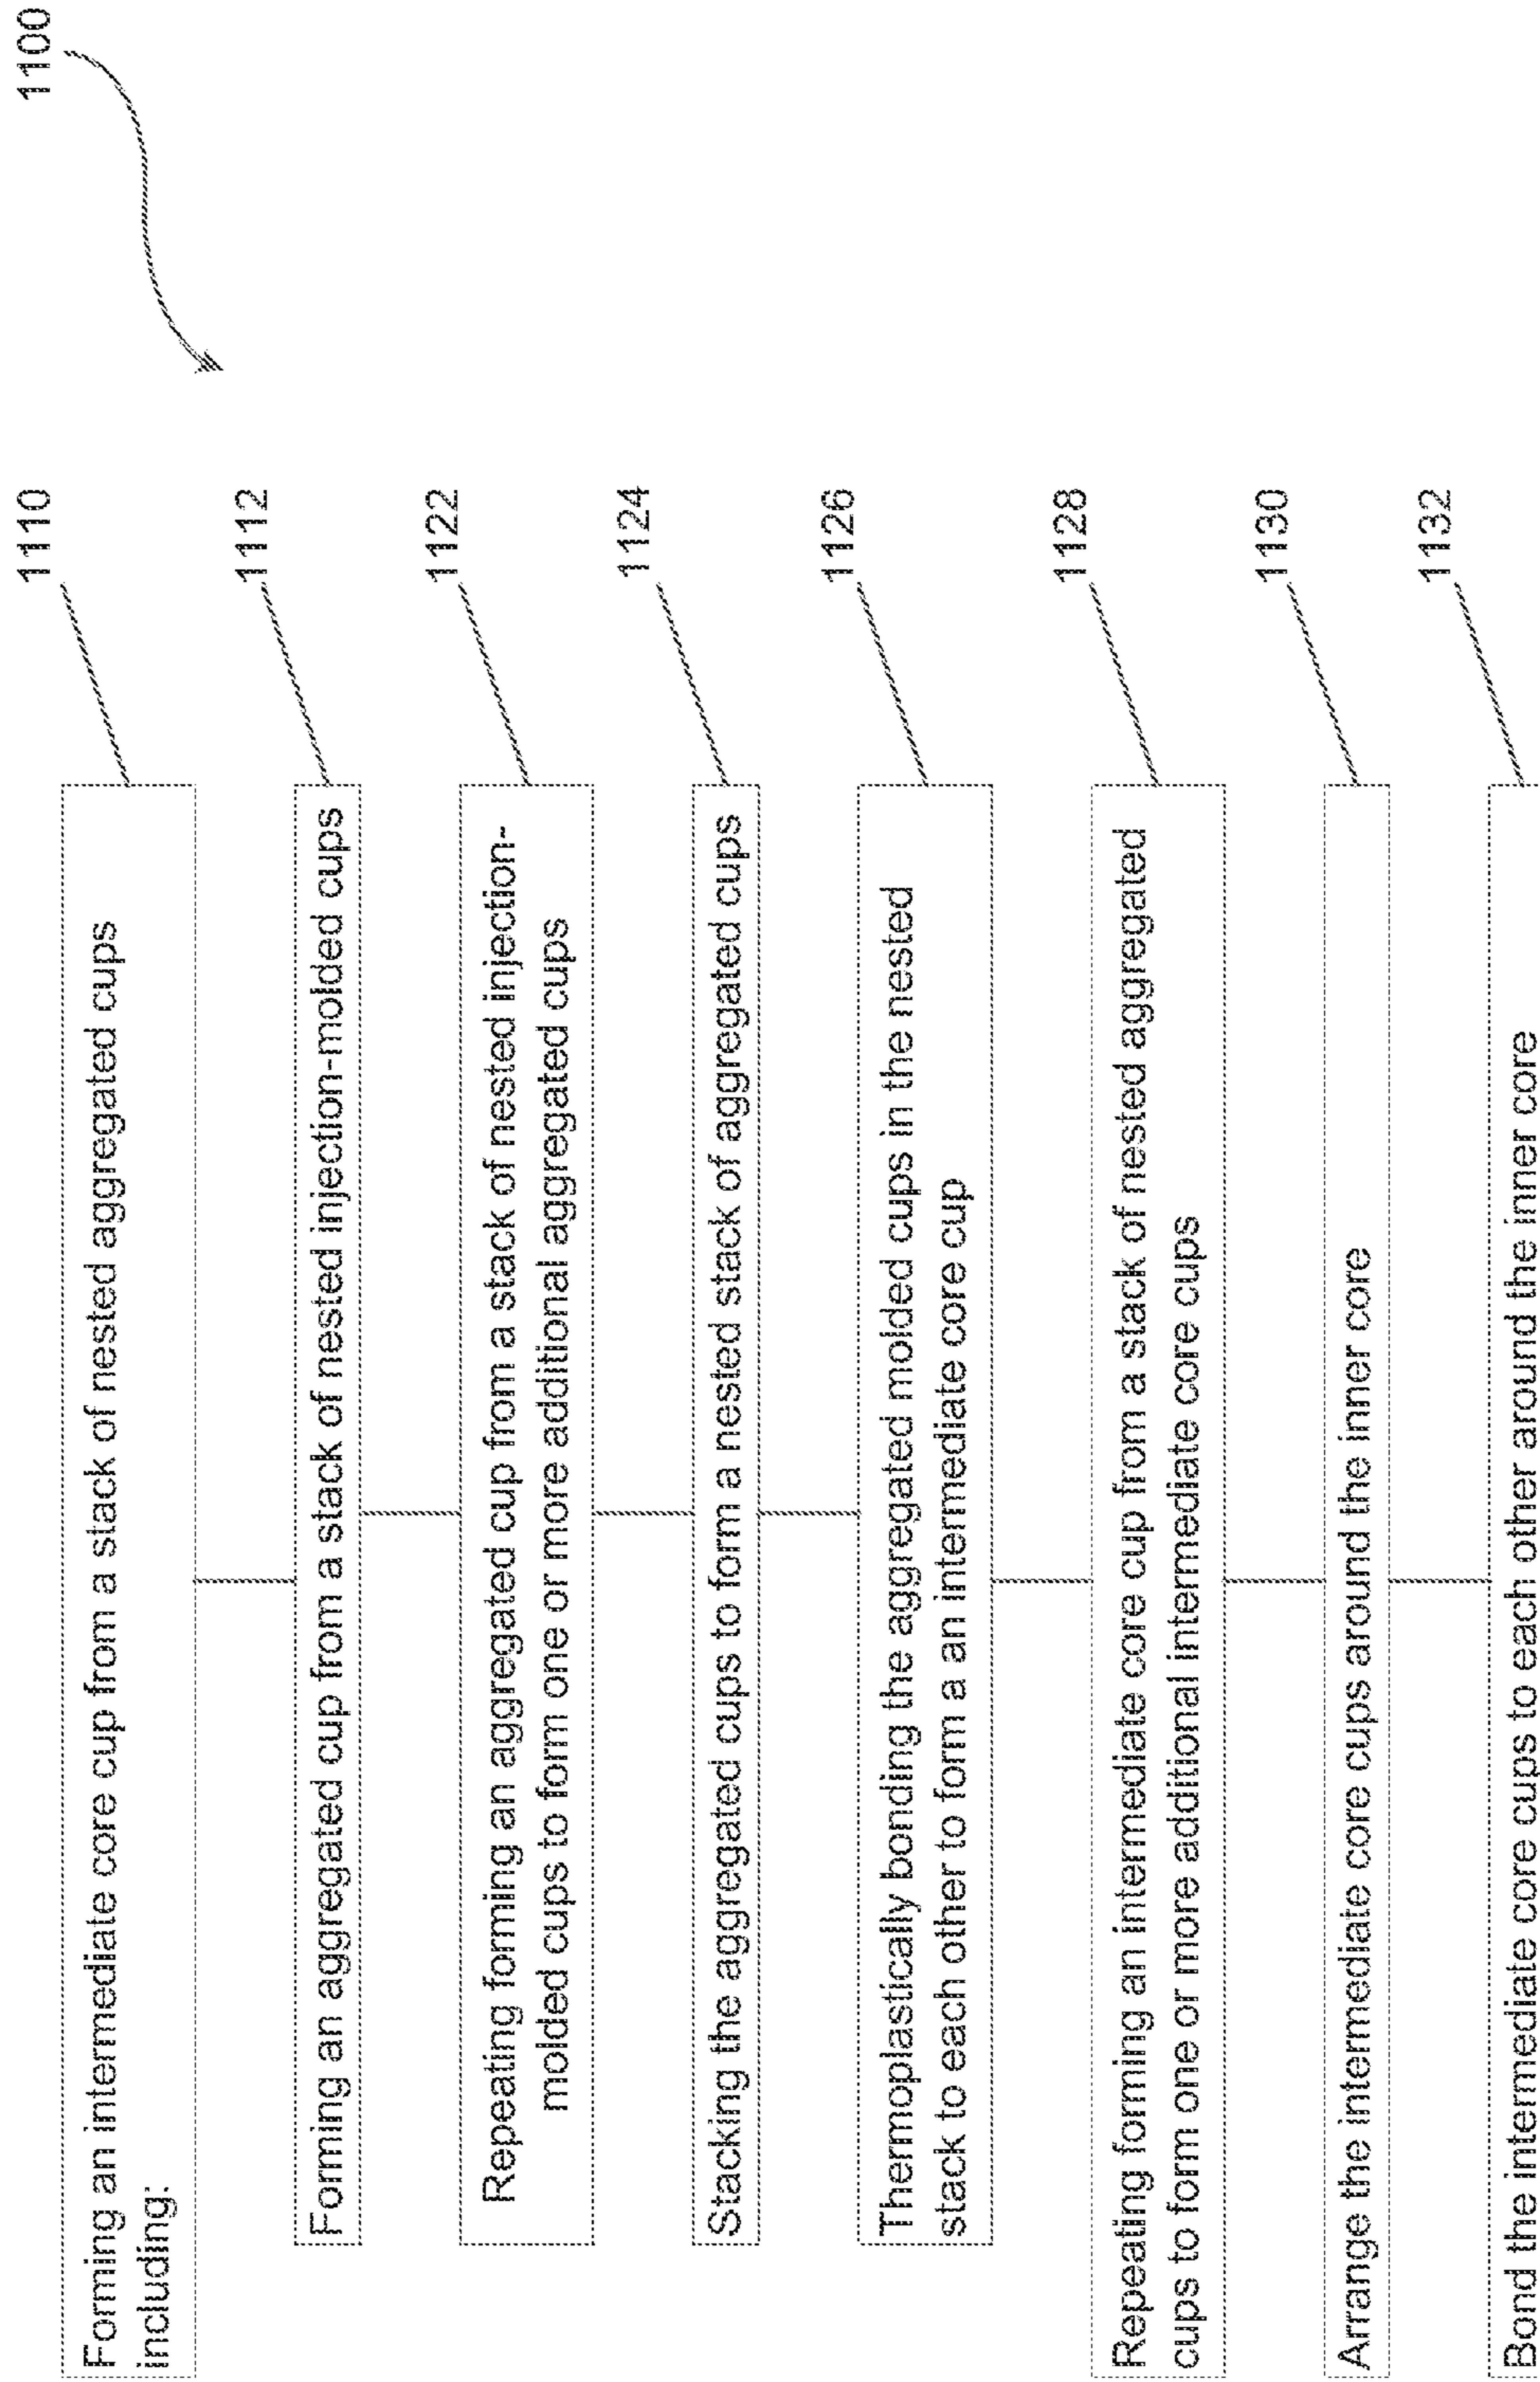 1100
1110
Forming an intermediate core cup from a stack of nested aggregated cups
including:
1112
Forming an aggregated cup from a stack of nested injection-molded cups
1122
Repeating forming an aggregated cup from a stack of nested injection-
molded cups to form one or more additional aggregated cups
1124
Stacking the aggregated cups to form a nested stack of aggregated cups
1126
Thermoplastically bonding the aggregated molded cups in the nested
stack to each other to form a an intermediate core cup
1128
Repeating forming an intermediate core cup from a stack of nested aggregated
cups to form one or more additional intermediate core cups
1130
Arrange the intermediate core cups around the inner core
1132
Bond the intermediate core cups to each other around the inner core